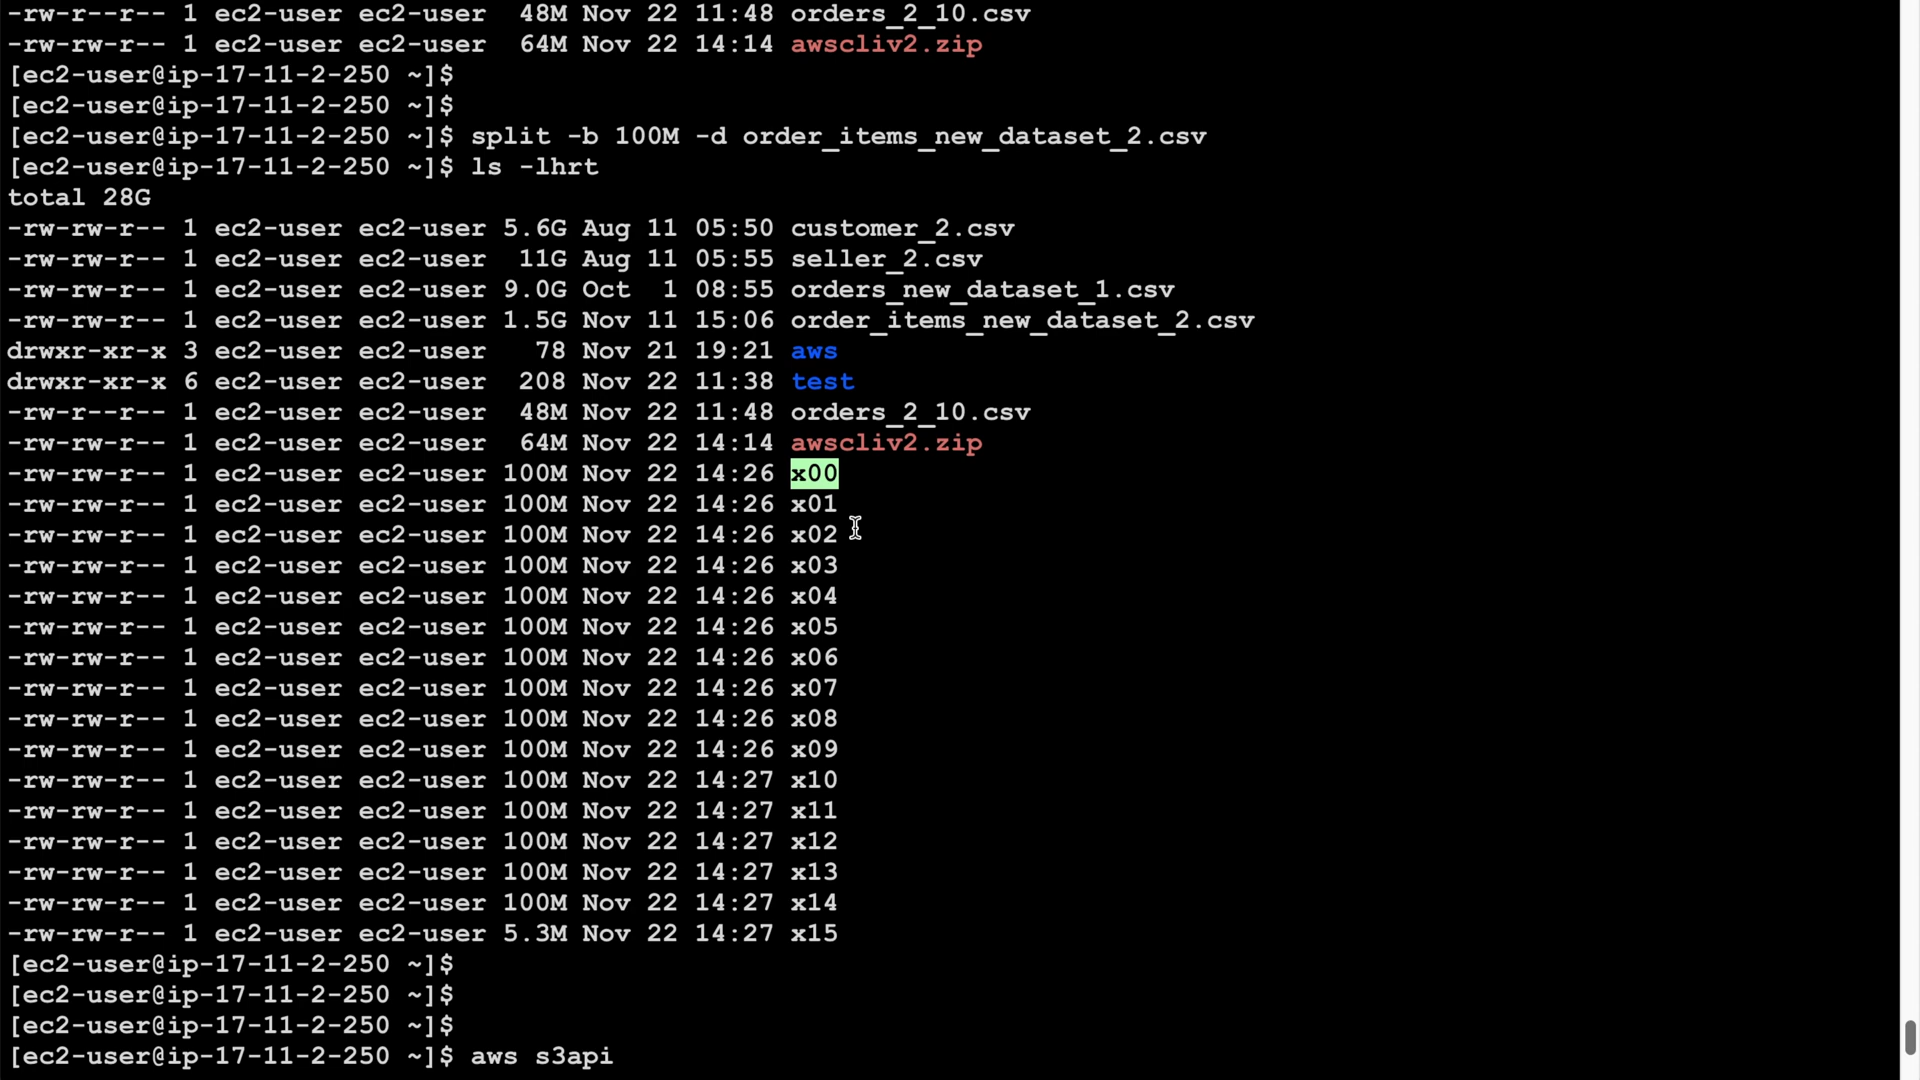 -rw-r--r-- 1 ec2-user ec2-user  48M Nov 22 11:48 orders_2_10.csv
-rw-rw-r-- 1 ec2-user ec2-user  64M Nov 22 14:14 awscliv2.zip
[ec2-user@ip-17-11-2-250 ~]$
[ec2-user@ip-17-11-2-250 ~]$
[ec2-user@ip-17-11-2-250 ~]$ split -b 100M -d order_items_new_dataset_2.csv
[ec2-user@ip-17-11-2-250 ~]$ ls -lhrt
total 28G
-rw-rw-r-- 1 ec2-user ec2-user 5.6G Aug 11 05:50 customer_2.csv
-rw-rw-r-- 1 ec2-user ec2-user  11G Aug 11 05:55 seller_2.csv
-rw-rw-r-- 1 ec2-user ec2-user 9.0G Oct  1 08:55 orders_new_dataset_1.csv
-rw-rw-r-- 1 ec2-user ec2-user 1.5G Nov 11 15:06 order_items_new_dataset_2.csv
drwxr-xr-x 3 ec2-user ec2-user   78 Nov 21 19:21 aws
drwxr-xr-x 6 ec2-user ec2-user  208 Nov 22 11:38 test
-rw-r--r-- 1 ec2-user ec2-user  48M Nov 22 11:48 orders_2_10.csv
-rw-rw-r-- 1 ec2-user ec2-user  64M Nov 22 14:14 awscliv2.zip
-rw-rw-r-- 1 ec2-user ec2-user 100M Nov 22 14:26 x00
-rw-rw-r-- 1 ec2-user ec2-user 100M Nov 22 14:26 x01
-rw-rw-r-- 1 ec2-user ec2-user 100M Nov 22 14:26 x02
-rw-rw-r-- 1 ec2-user ec2-user 100M Nov 22 14:26 x03
-rw-rw-r-- 1 ec2-user ec2-user 100M Nov 22 14:26 x04
-rw-rw-r-- 1 ec2-user ec2-user 100M Nov 22 14:26 x05
-rw-rw-r-- 1 ec2-user ec2-user 100M Nov 22 14:26 x06
-rw-rw-r-- 1 ec2-user ec2-user 100M Nov 22 14:26 x07
-rw-rw-r-- 1 ec2-user ec2-user 100M Nov 22 14:26 x08
-rw-rw-r-- 1 ec2-user ec2-user 100M Nov 22 14:26 x09
-rw-rw-r-- 1 ec2-user ec2-user 100M Nov 22 14:27 x10
-rw-rw-r-- 1 ec2-user ec2-user 100M Nov 22 14:27 x11
-rw-rw-r-- 1 ec2-user ec2-user 100M Nov 22 14:27 x12
-rw-rw-r-- 1 ec2-user ec2-user 100M Nov 22 14:27 x13
-rw-rw-r-- 1 ec2-user ec2-user 100M Nov 22 14:27 x14
-rw-rw-r-- 1 ec2-user ec2-user 5.3M Nov 22 14:27 x15
[ec2-user@ip-17-11-2-250 ~]$
[ec2-user@ip-17-11-2-250 ~]$
[ec2-user@ip-17-11-2-250 ~]$
[ec2-user@ip-17-11-2-250 ~]$ aws s3api